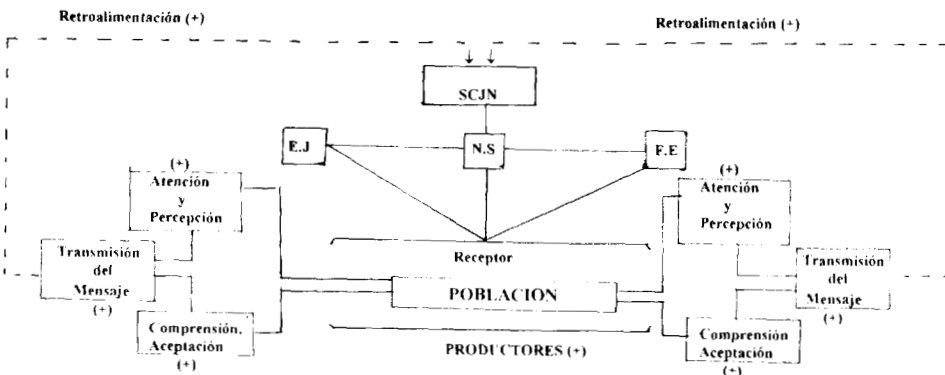 Retroalimentación (+)
Retroalimentación (+)
SCJN
E.J
N.S
F.E
(+)
Atención
y
Percepción
(+)
Atención
y
Percepción
Transmisión
del
Mensaje
(+)
Receptor
Transmisión
del
Mensaje
(+)
POBLACION
Comprensión,
Aceptación
(+)
Comprensión
Aceptación
(+)
PRODUCTORES (+)